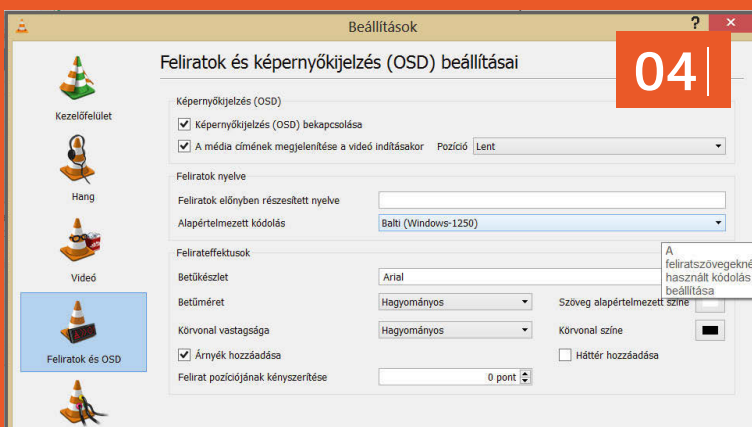 Beállítások
?
04
Feliratok és képernyőkijelzés (OSD) beállításai
Kezelőfelület
Hang
Videó
Feliratok és OSD
Képernyőkijelzés (OSD)
Képernyőkijelzés (OSD) bekapcsolása
A média címének megjelenítése a videó indításakor Pozíció Lent
Feliratok nyelve
Feliratok előnyben részesített nyelve
Alapértelmezett kódolás Balti (Windows-1250)
A
feliratszövegekné
használt kódolás
beállítása
Felirateffektusok
Betűkészlet Arial
Betűméret Hagyományos Szöveg alapértelmezett színe
Körvonal vastagsága Hagyományos Körvonal színe
Árnyék hozzáadása Háttér hozzáadása
Felirat pozíciójának kényszerítése 0 pont